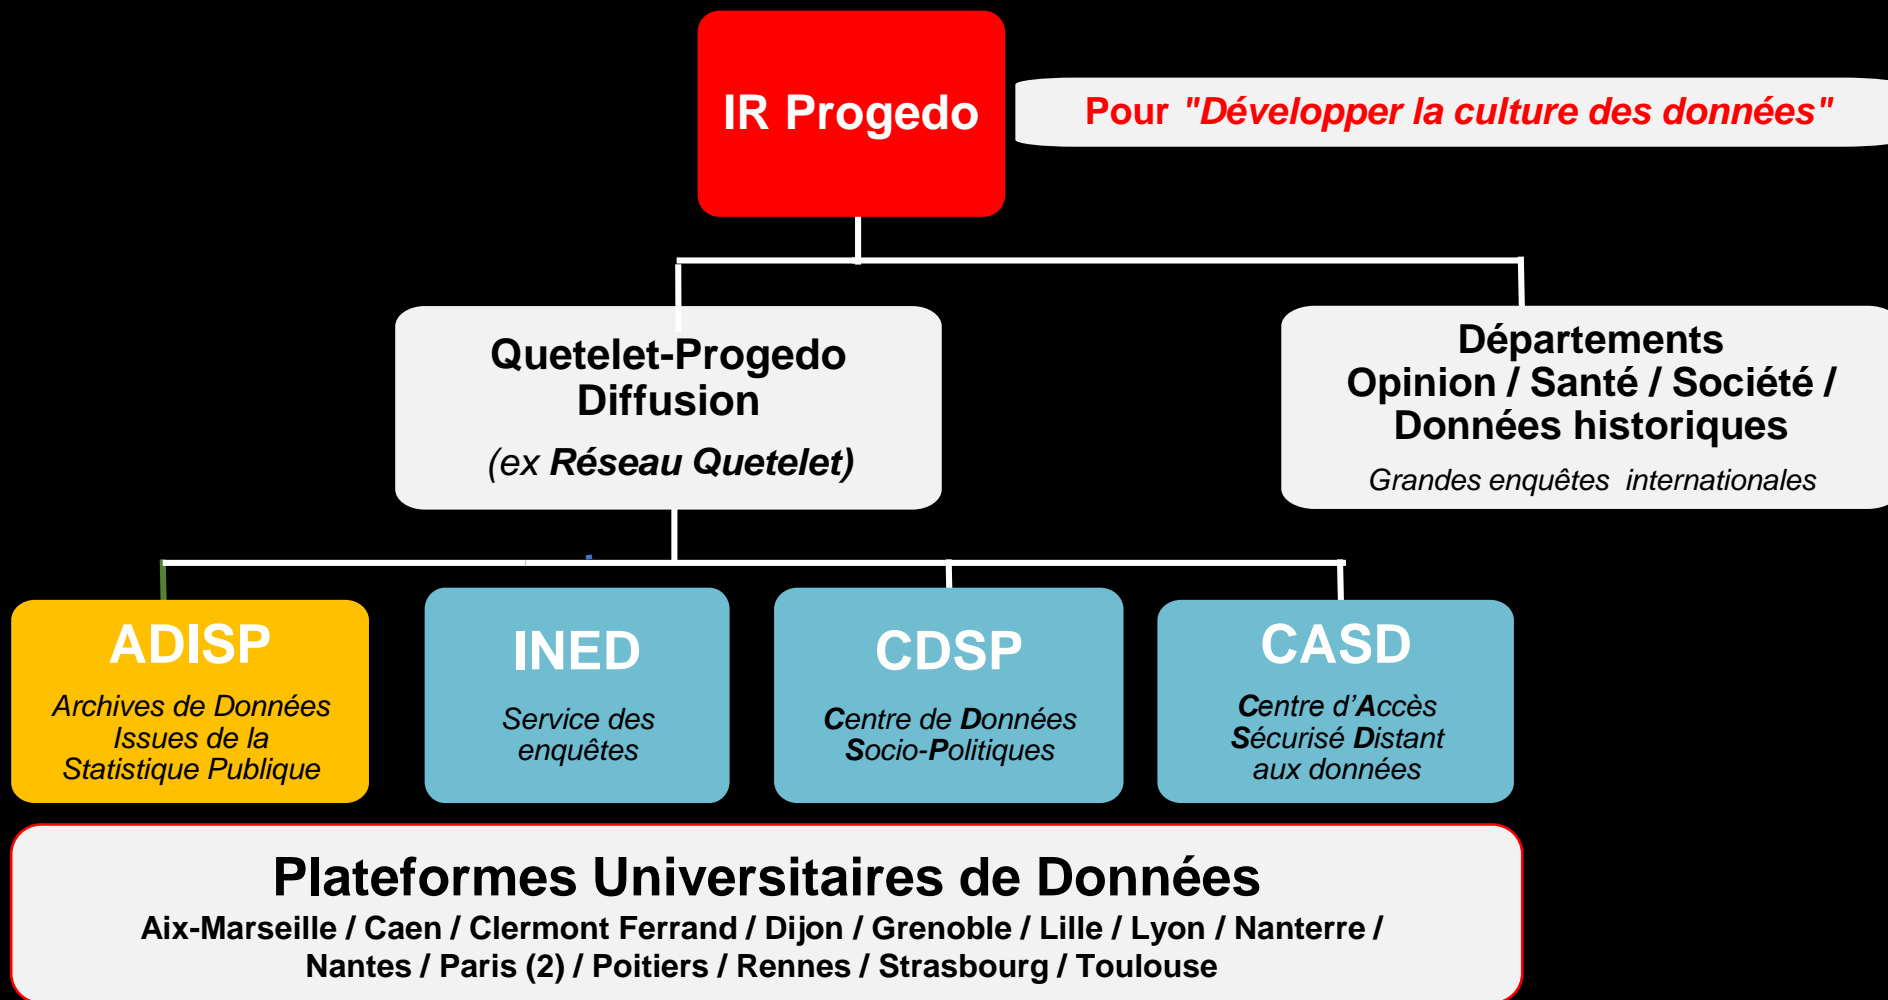 IR Progedo
Pour "Développer la culture des données"
Quetelet-Progedo
Diffusion
(ex Réseau Quetelet)
Départements
Opinion / Santé / Société /
Données historiques
Grandes enquêtes internationales
ADISP
Archives de Données
Issues de la
Statistique Publique
INED
Service des
enquêtes
CDSP
Centre de Données
Socio-Politiques
CASD
Centre d’Accès
Sécurisé Distant
aux données
Plateformes Universitaires de Données
Aix-Marseille / Caen / Clermont Ferrand / Dijon / Grenoble / Lille / Lyon / Nanterre /
Nantes / Paris (2) / Poitiers / Rennes / Strasbourg / Toulouse